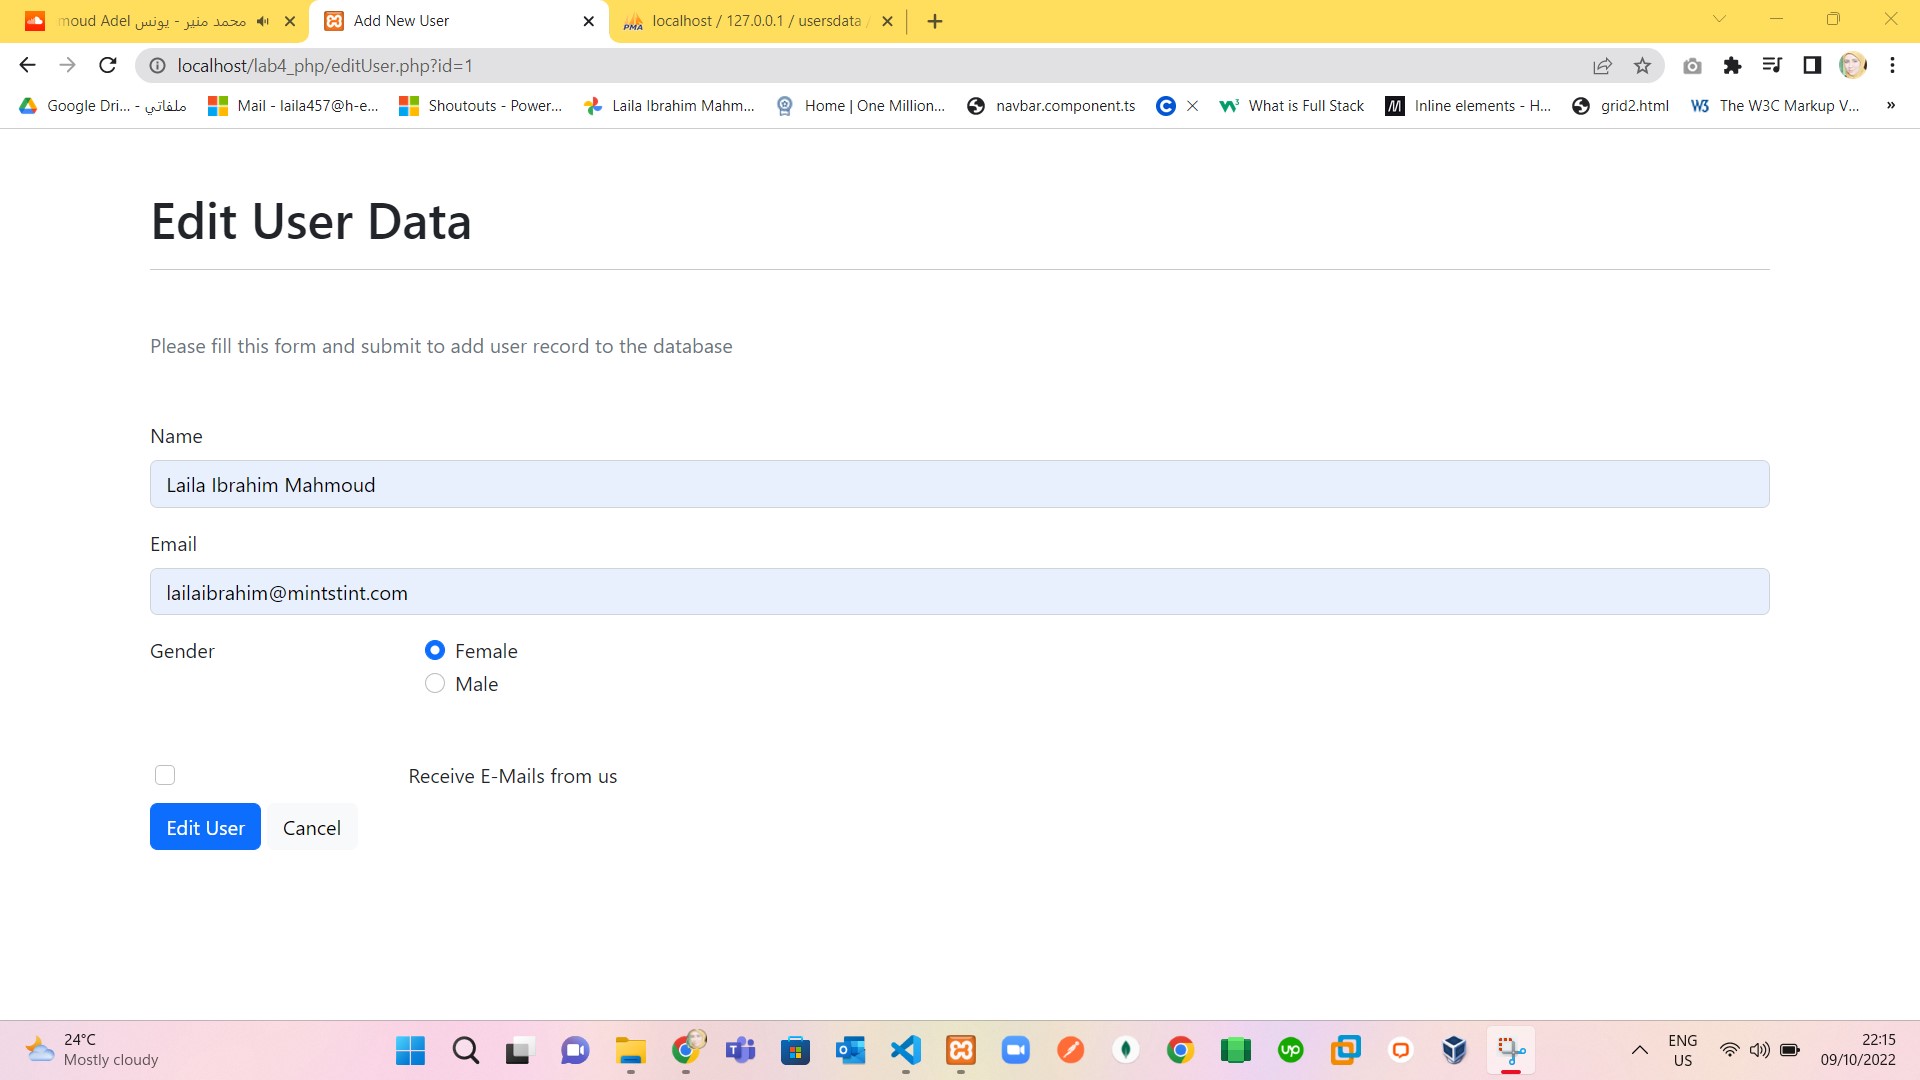 moud Adel محمد منير - يونس
Add New User
localhost / 127.0.0.1 / usersdata /
localhost/lab4_php/editUser.php?id=1
Google Dri... - ملفاتي
Mail - laila457@h-e...
Shoutouts - Power...
Laila Ibrahim Mahm...
Home | One Million...
navbar.component.ts
What is Full Stack
Inline elements - H...
grid2.html
The W3C Markup V...
»
Edit User Data
Please fill this form and submit to add user record to the database
Name
Laila Ibrahim Mahmoud
Email
lailaibrahim@mintstint.com
Gender
Female
Male
Receive E-Mails from us
Edit User
Cancel
24°C
Mostly cloudy
ENG
US
22:15
09/10/2022